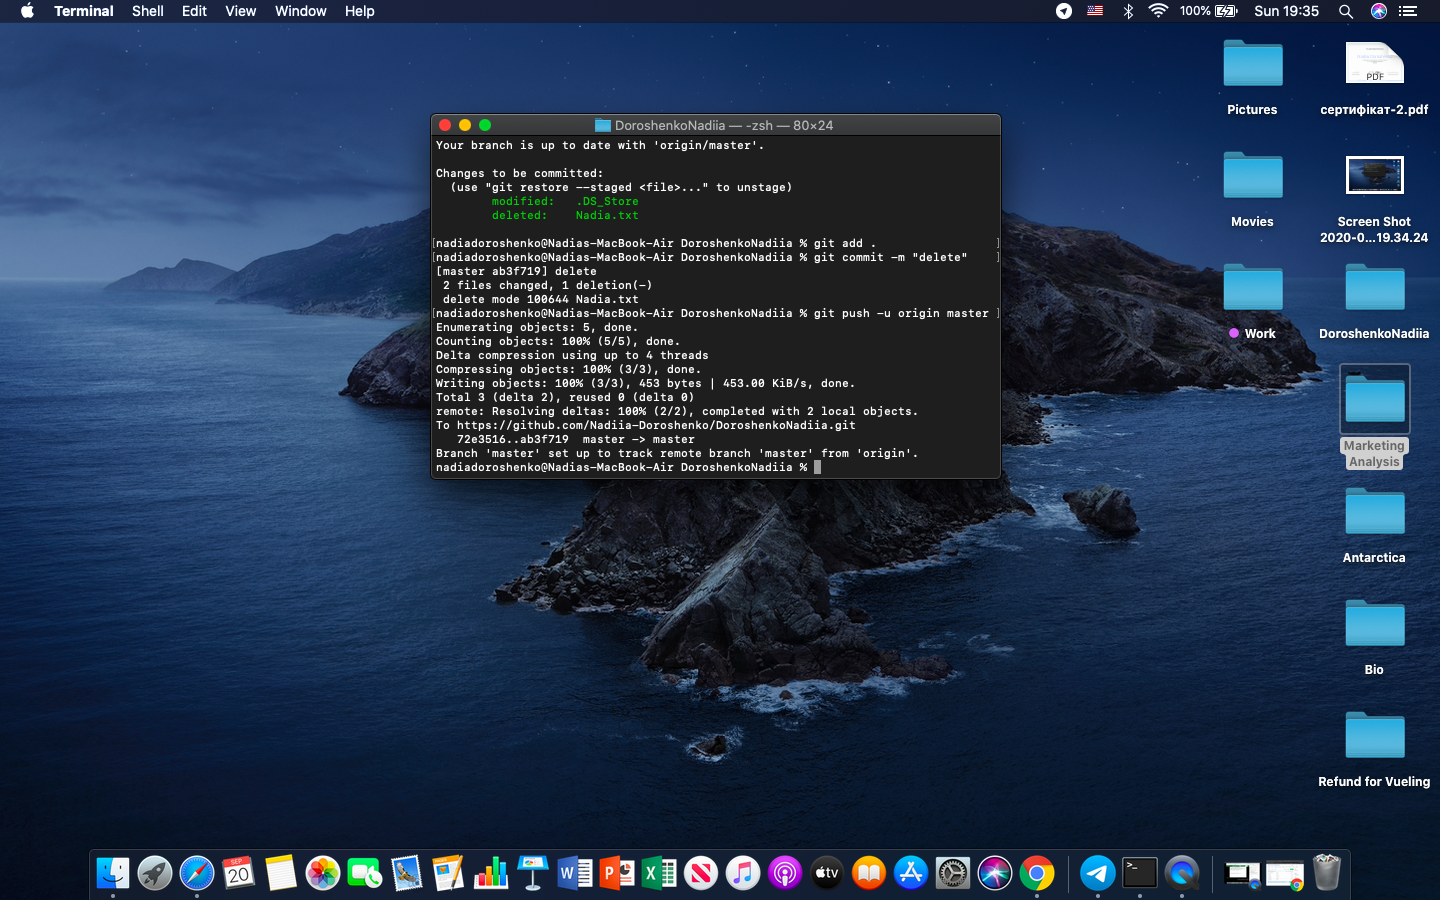 Terminal Shell Edit View Window Help 100% Sun 19:35
DoroshenkoNadiia — -zsh — 80×24
Your branch is up to date with 'origin/master'.
Changes to be committed:
(use "git restore --staged <file>..." to unstage)
modified: .DS_Store
deleted: Nadia.txt
[nadiadoroshenko@Nadias-MacBook-Air DoroshenkoNadiia % git add . ]
[nadiadoroshenko@Nadias-MacBook-Air DoroshenkoNadiia % git commit -m "delete" ]
[master ab3f719] delete
2 files changed, 1 deletion(-)
delete mode 100644 Nadia.txt
[nadiadoroshenko@Nadias-MacBook-Air DoroshenkoNadiia % git push -u origin master ]
Enumerating objects: 5, done.
Counting objects: 100% (5/5), done.
Delta compression using up to 4 threads
Compressing objects: 100% (3/3), done.
Writing objects: 100% (3/3), 453 bytes | 453.00 KiB/s, done.
Total 3 (delta 2), reused 0 (delta 0)
remote: Resolving deltas: 100% (2/2), completed with 2 local objects.
To https://github.com/Nadiia-Doroshenko/DoroshenkoNadiia.git
72e3516..ab3f719 master -> master
Branch 'master' set up to track remote branch 'master' from 'origin'.
nadiadoroshenko@Nadias-MacBook-Air DoroshenkoNadiia %
PDF
Pictures
сертифікат-2.pdf
Movies
Screen Shot
2020-0...19.34.24
Work
DoroshenkoNadiia
Marketing
Analysis
Antarctica
Bio
Refund for Vueling
SEP
20
W
P
X
tv
>_